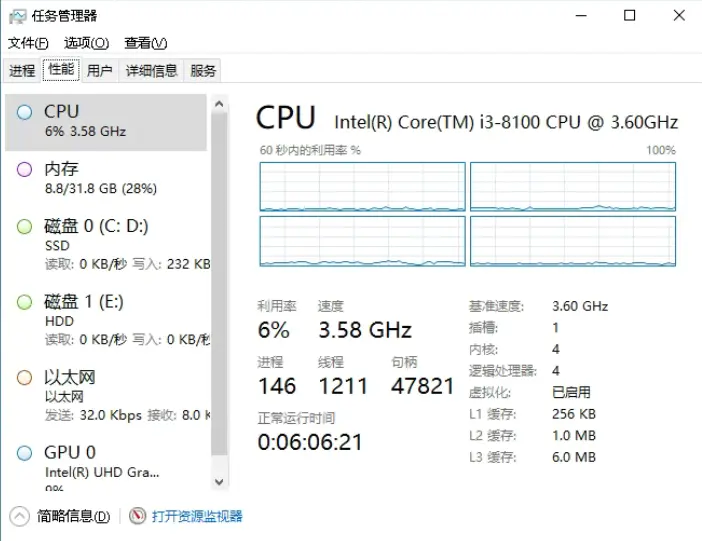 任务管理器
文件(F) 选项(O) 查看(V)
进程 性能 用户 详细信息 服务
CPU
6% 3.58 GHz
内存
8.8/31.8 GB (28%)
磁盘 0 (C: D:)
SSD
读取: 0 KB/秒 写入: 232 KB
磁盘 1 (E:)
HDD
读取: 0 KB/秒 写入: 0 KB/秒
以太网
以太网
发送: 32.0 Kbps 接收: 8.0 K
GPU 0
Intel(R) UHD Gra...
0%
CPU Intel(R) Core(TM) i3-8100 CPU @ 3.60GHz
60 秒内的利用率 % 100%
利用率 速度
6% 3.58 GHz
进程 线程 句柄
146 1211 47821
正常运行时间
0:06:06:21
基准速度: 3.60 GHz
插槽: 1
内核: 4
逻辑处理器: 4
虚拟化: 已启用
L1 缓存: 256 KB
L2 缓存: 1.0 MB
L3 缓存: 6.0 MB
简略信息(D) 打开资源监视器